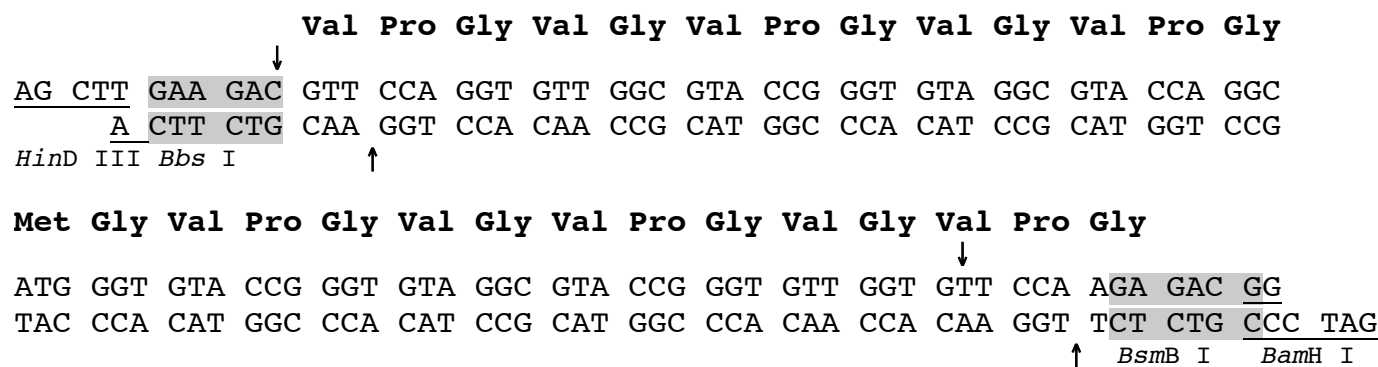 Val Pro Gly Val Gly Val Pro Gly Val Gly Val Pro Gly
↓
AG CTT GAA GAC GTT CCA GGT GTT GGC GTA CCG GGT GTA GGC GTA CCA GGC
A CTT CTG CAA GGT CCA CAA CCG CAT GGC CCA CAT CCG CAT GGT CCG
HinD III Bbs I ↑
Met Gly Val Pro Gly Val Gly Val Pro Gly Val Gly Val Pro Gly
↓
ATG GGT GTA CCG GGT GTA GGC GTA CCG GGT GTT GGT GTT CCA AGA GAC GG
TAC CCA CAT GGC CCA CAT CCG CAT GGC CCA CAA CCA CAA GGT TCT CTG CCC TAG
↑ BsmB I BamH I